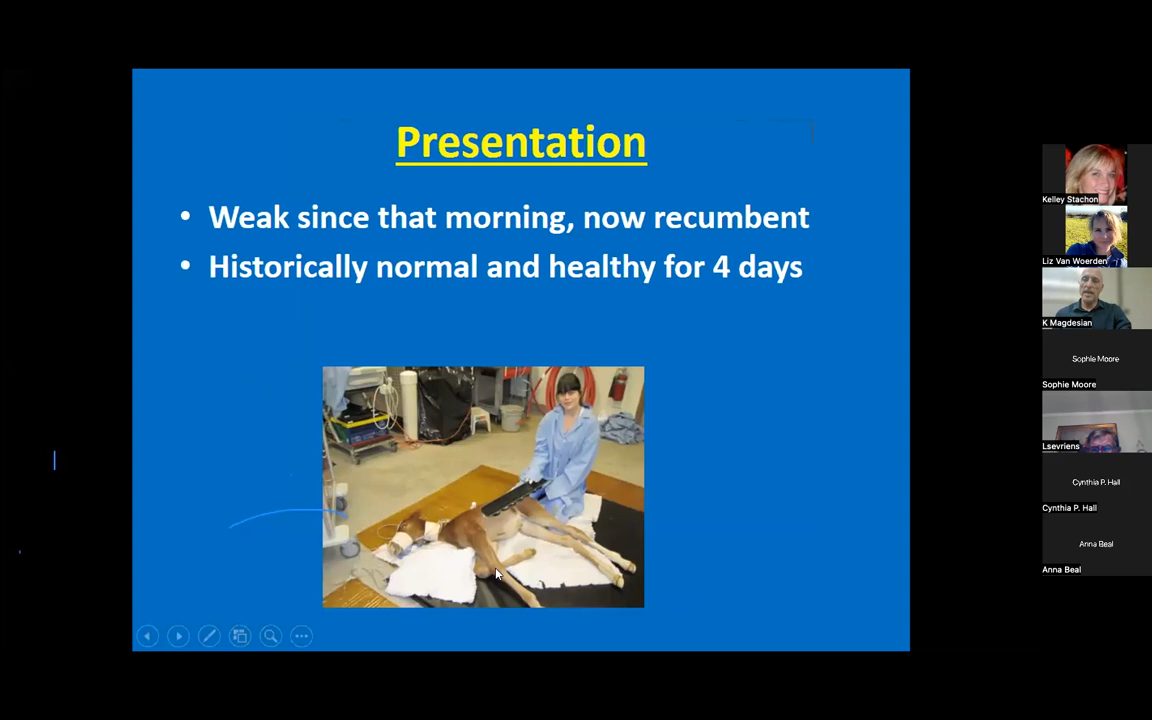 Presentation
• Weak since that morning, now recumbent
• Historically normal and healthy for 4 days
Kelley Stachon
Liz Van Woerden
K Magdesian
Sophie Moore
Sophie Moore
Lsevriens
Cynthia P. Hall
Cynthia P. Hall
Anna Beal
Anna Beal